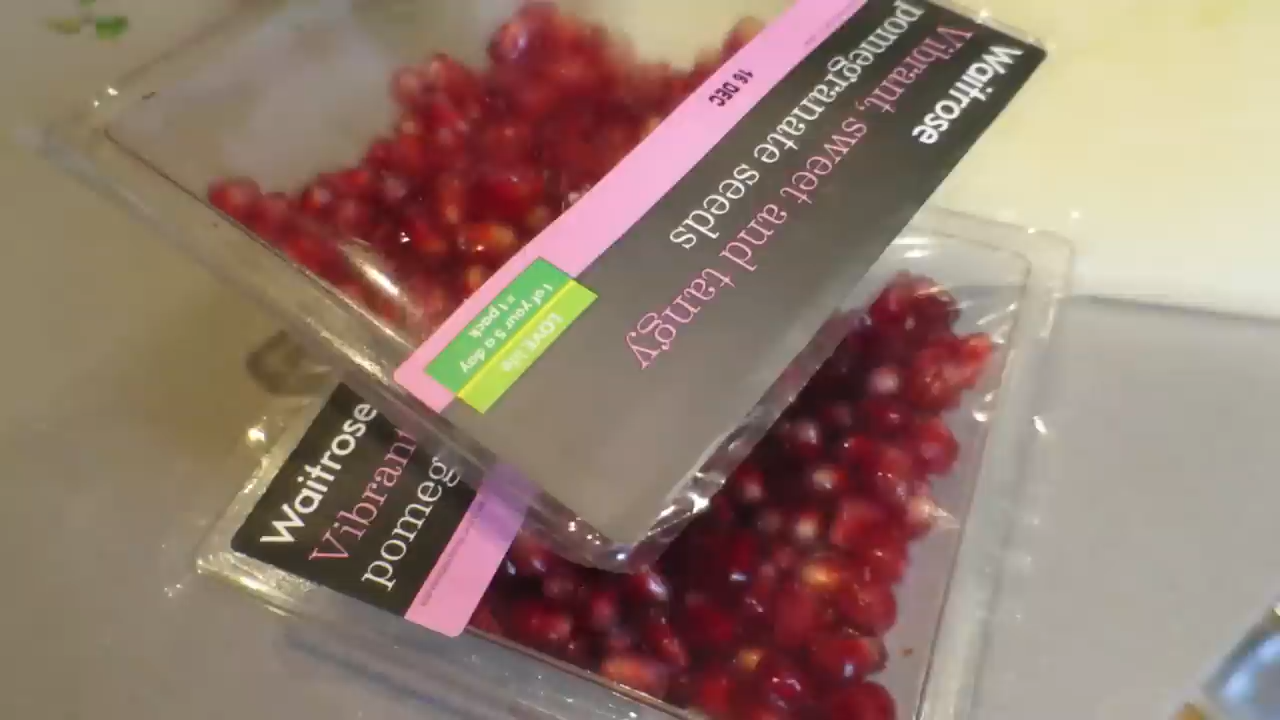 Waitrose
Vibrant, sweet and tangy
pomegranate seeds
16 DEC
LOVE life
1 of your 5 a day
= 1 pack
Waitrose
Vibrant
pomeg